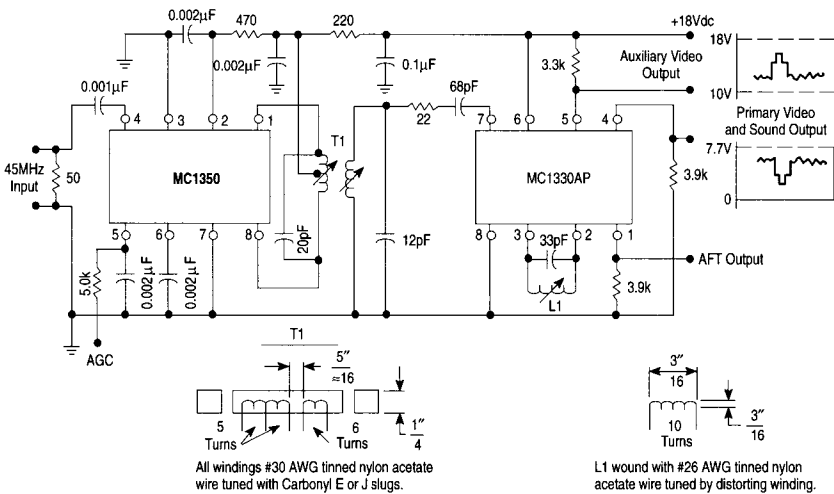 0.002µF
470
220
+18Vdc
0.002µF
0.1µF
3.3k
Auxiliary Video
Output
18V
10V
0.001µF
68pF
22
4
3
2
1
T1
7
6
5
4
Primary Video
and Sound Output
7.7V
0
45MHz
Input
50
MC1350
MC1330AP
3.9k
20pF
12pF
33pF
5
6
7
8
8
3
2
1
L1
3.9k
AFT Output
5.0k
0.002µF
0.002µF
AGC
T1
5″
≈16
5
Turns
6
Turns
1″
4
3″
16
10
Turns
3″
16
All windings #30 AWG tinned nylon acetate
wire tuned with Carbonyl E or J slugs.
L1 wound with #26 AWG tinned nylon
acetate wire tuned by distorting winding.